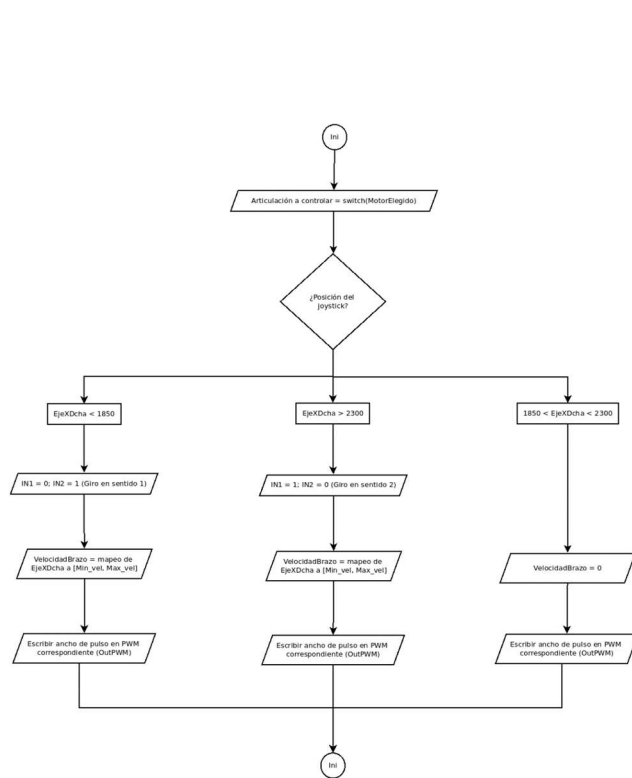 Ini
Articulación a controlar = switch(MotorElegido)
¿Posición del
joystick?
EjeXDcha < 1850
EjeXDcha > 2300
1850 < EjeXDcha < 2300
IN1 = 0; IN2 = 1 (Giro en sentido 1)
IN1 = 1; IN2 = 0 (Giro en sentido 2)
VelocidadBrazo = mapeo de
EjeXDcha a [Min_vel, Max_vel]
VelocidadBrazo = mapeo de
EjeXDcha a [Min_vel, Max_vel]
VelocidadBrazo = 0
Escribir ancho de pulso en PWM
correspondiente (OutPWM)
Escribir ancho de pulso en PWM
correspondiente (OutPWM)
Escribir ancho de pulso en PWM
correspondiente (OutPWM)
Ini